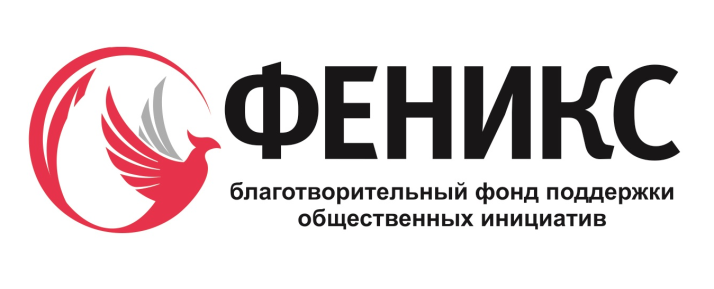 ФЕНИКС
благотворительный фонд поддержки
общественных инициатив